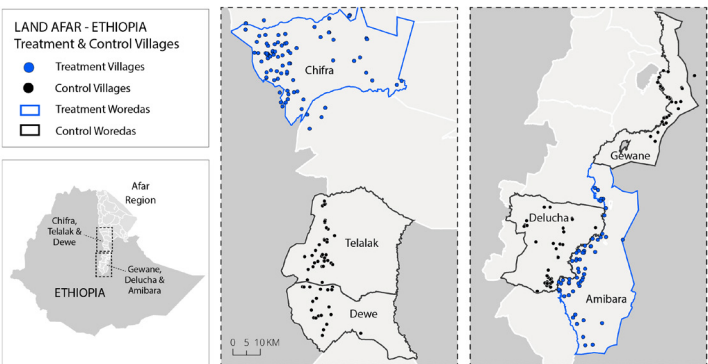 LAND AFAR - ETHIOPIA
Treatment & Control Villages
Treatment Villages
Control Villages
Treatment Woredas
Control Woredas
Afar
Region
Chifra,
Telalak &
Dewe
Gewane,
Delucha &
Amibara
ETHIOPIA
Chifra
Telalak
Dewe
0 5 10 KM
Gewane
Delucha
Amibara